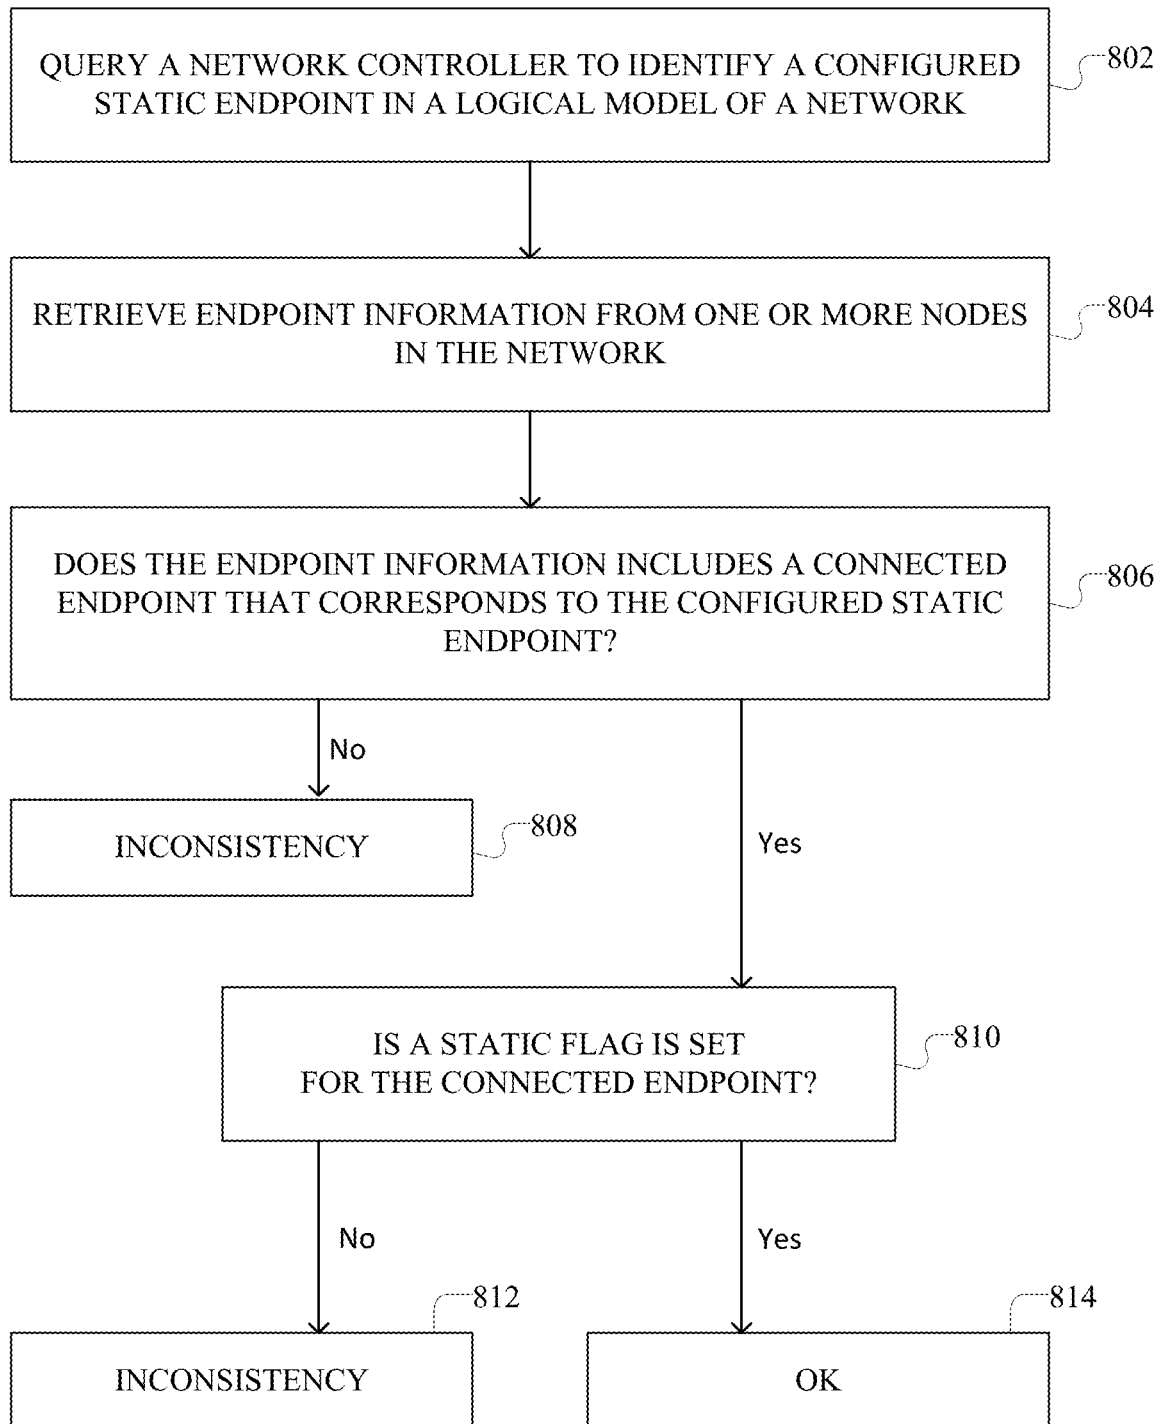 QUERY A NETWORK CONTROLLER TO IDENTIFY A CONFIGURED
STATIC ENDPOINT IN A LOGICAL MODEL OF A NETWORK
802
RETRIEVE ENDPOINT INFORMATION FROM ONE OR MORE NODES
IN THE NETWORK
804
DOES THE ENDPOINT INFORMATION INCLUDES A CONNECTED
ENDPOINT THAT CORRESPONDS TO THE CONFIGURED STATIC
ENDPOINT?
806
No
INCONSISTENCY
808
Yes
IS A STATIC FLAG IS SET
FOR THE CONNECTED ENDPOINT?
810
No
Yes
812
INCONSISTENCY
814
OK